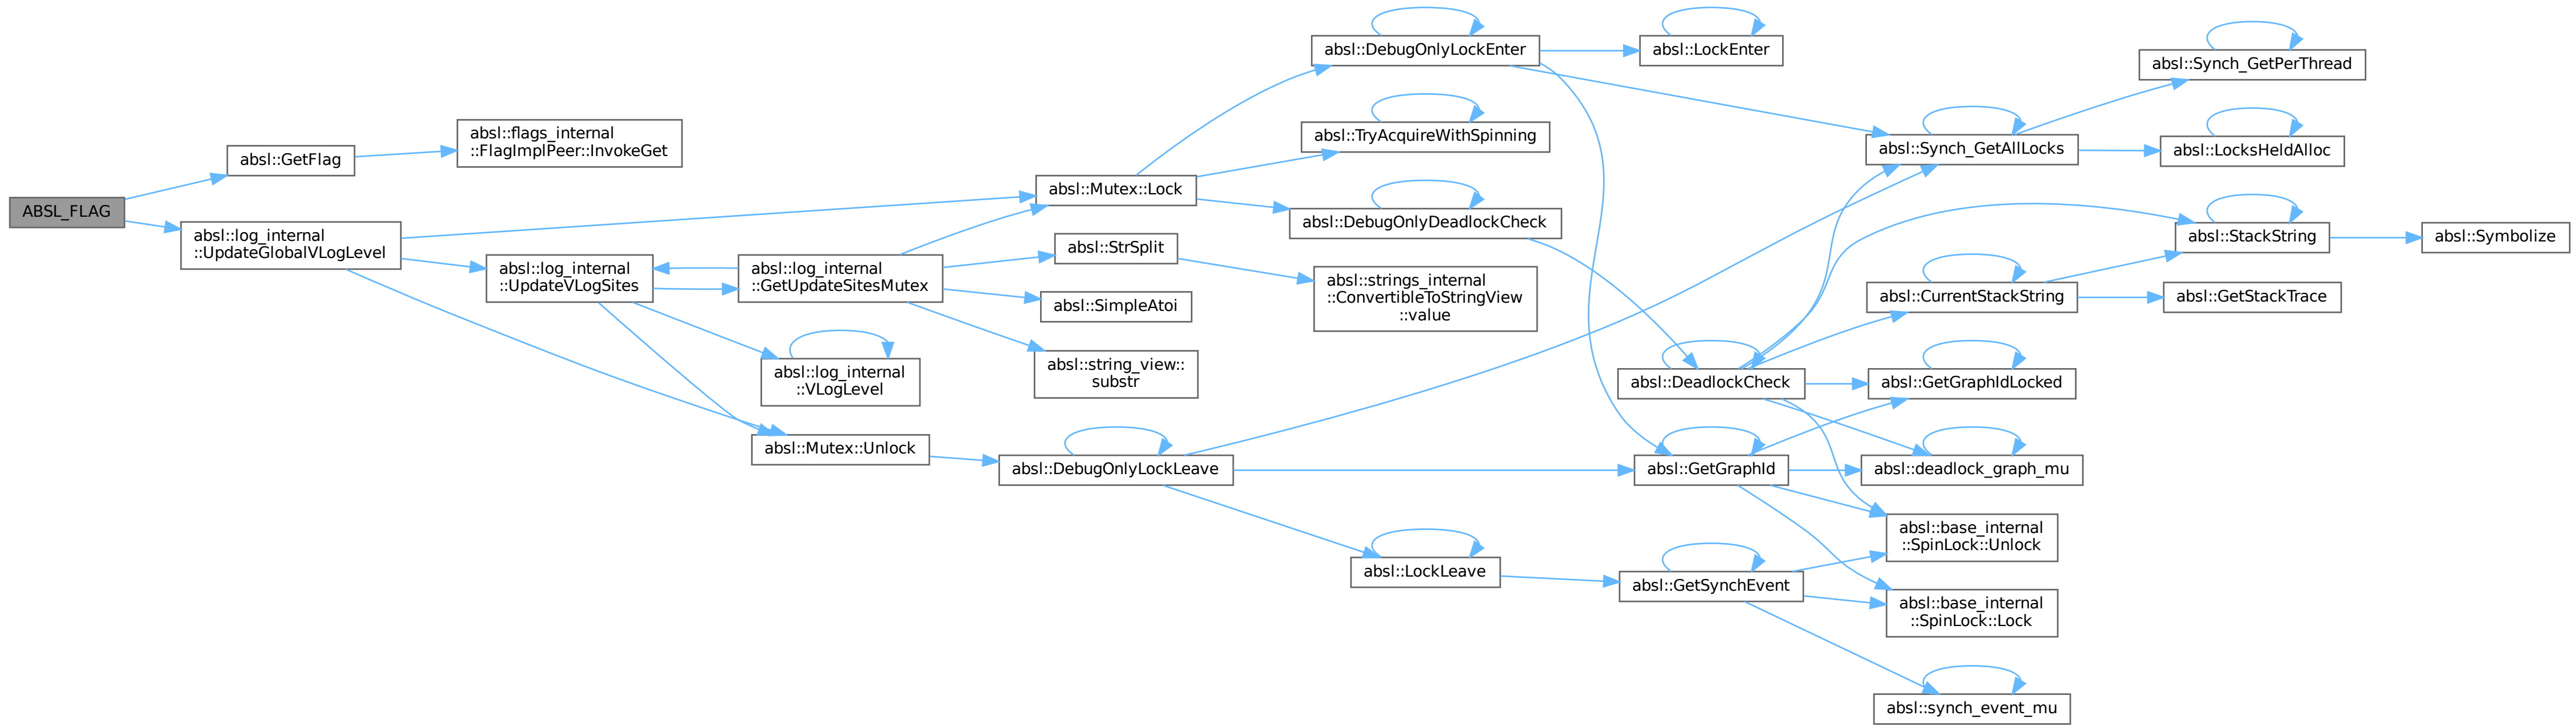 ABSL_FLAG
absl::GetFlag
absl::flags_internal
::FlagImplPeer::InvokeGet
absl::log_internal
::UpdateGlobalVLogLevel
absl::log_internal
::UpdateVLogSites
absl::log_internal
::GetUpdateSitesMutex
absl::log_internal
::VLogLevel
absl::Mutex::Unlock
absl::Mutex::Lock
absl::StrSplit
absl::SimpleAtoi
absl::string_view::
substr
absl::DebugOnlyLockLeave
absl::DebugOnlyLockEnter
absl::TryAcquireWithSpinning
absl::DebugOnlyDeadlockCheck
absl::strings_internal
::ConvertibleToStringView
::value
absl::LockLeave
absl::LockEnter
absl::DeadlockCheck
absl::GetGraphId
absl::GetSynchEvent
absl::Synch_GetAllLocks
absl::CurrentStackString
absl::GetGraphIdLocked
absl::deadlock_graph_mu
absl::base_internal
::SpinLock::Unlock
absl::base_internal
::SpinLock::Lock
absl::synch_event_mu
absl::Synch_GetPerThread
absl::LocksHeldAlloc
absl::StackString
absl::GetStackTrace
absl::Symbolize